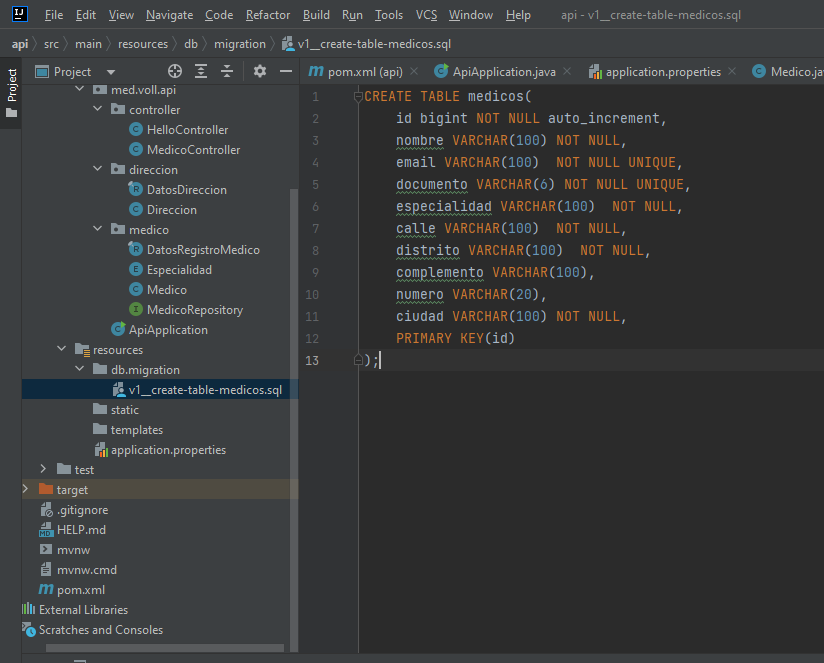 File Edit View Navigate Code Refactor Build Run Tools VCS Window Help api - v1__create-table-medicos.sql
api src main resources db migration v1__create-table-medicos.sql
Project
Project
pom.xml (api) ApiApplication.java application.properties Medico.ja
med.voll.api
controller
HelloController
MedicoController
direccion
DatosDireccion
Direccion
medico
DatosRegistroMedico
Especialidad
Medico
MedicoRepository
ApiApplication
resources
db.migration
v1__create-table-medicos.sql
static
templates
application.properties
test
target
.gitignore
HELP.md
mvnw
mvnw.cmd
pom.xml
External Libraries
Scratches and Consoles
1 CREATE TABLE medicos(
2 id bigint NOT NULL auto_increment,
3 nombre VARCHAR(100) NOT NULL,
4 email VARCHAR(100)  NOT NULL UNIQUE,
5 documento VARCHAR(6) NOT NULL UNIQUE,
6 especialidad VARCHAR(100)  NOT NULL,
7 calle VARCHAR(100)  NOT NULL,
8 distrito VARCHAR(100)  NOT NULL,
9 complemento VARCHAR(100),
10 numero VARCHAR(20),
11 ciudad VARCHAR(100) NOT NULL,
12 PRIMARY KEY(id)
13 );